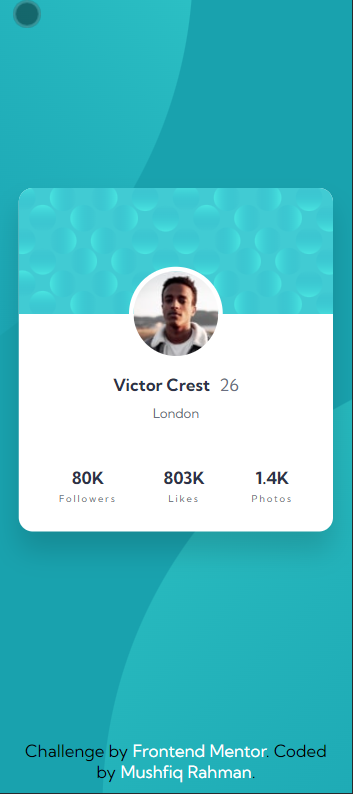 Victor Crest 26
London
80K 803K 1.4K
Followers Likes Photos
Challenge by Frontend Mentor. Coded
by Mushfiq Rahman.